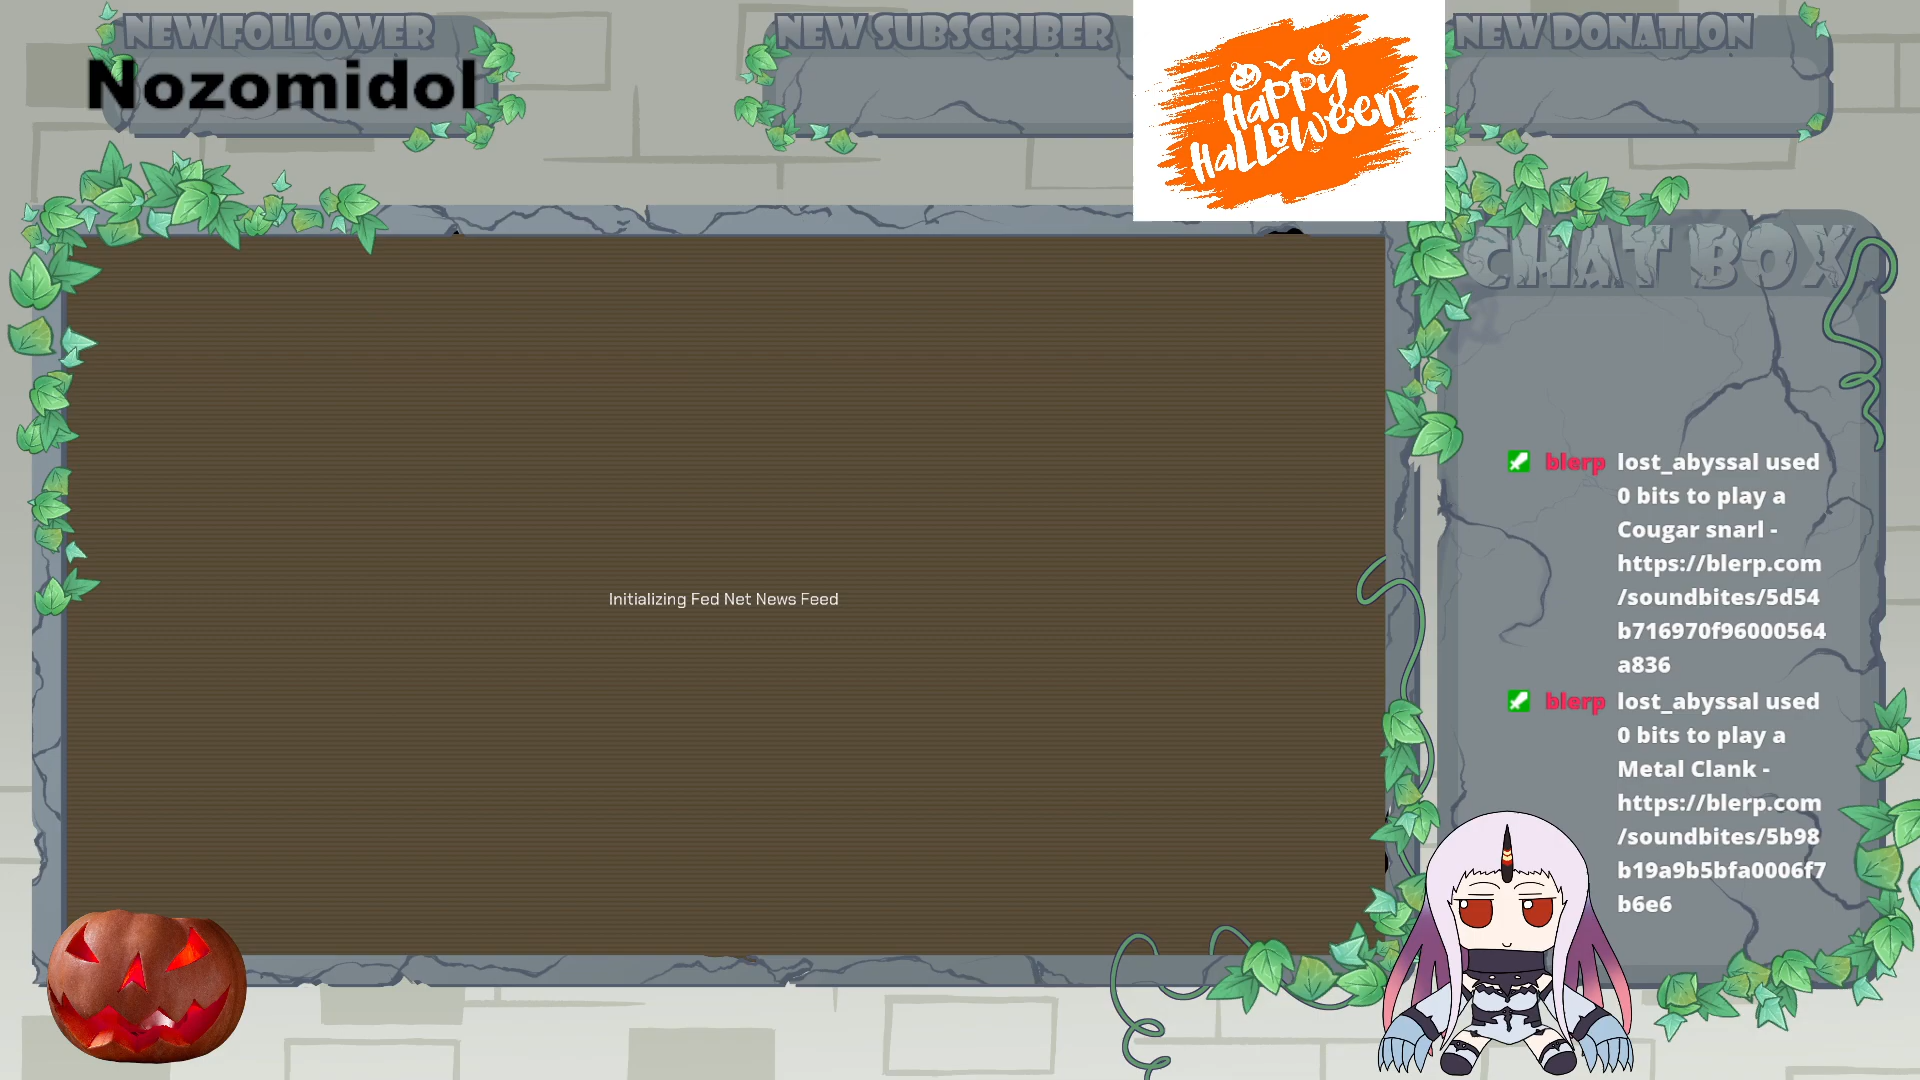 NEW FOLLOWER
Nozomidol
NEW SUBSCRIBER
Happy
Halloween
NEW DONATION
CHAT BOX
Initializing Fed Net News Feed
blerp lost_abyssal used
0 bits to play a
Cougar snarl -
https://blerp.com
/soundbites/5d54
b716970f96000564
a836
blerp lost_abyssal used
0 bits to play a
Metal Clank -
https://blerp.com
/soundbites/5b98
b19a9b5bfa0006f7
b6e6